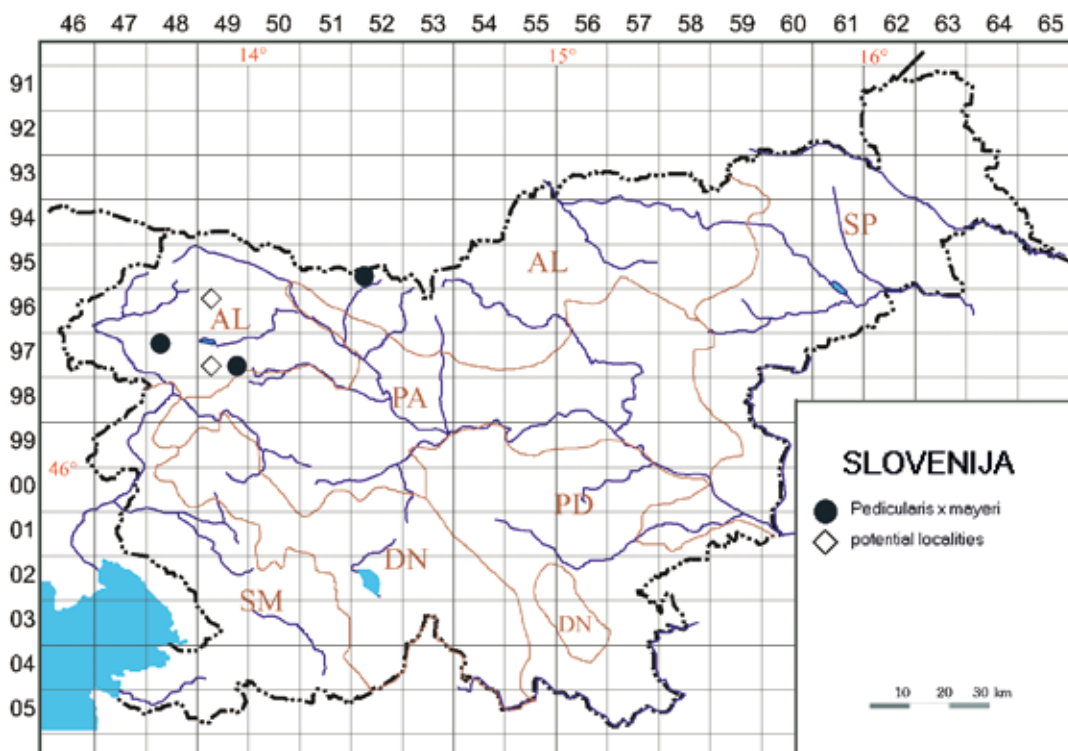 46 47 48 49 50 51 52 53 54 55 56 57 58 59 60 61 62 63 64 65
14° 15° 16°
91
92
93
94
SP
95
AL
96
AL
97
98
PA
99
46°
00
SLOVENIJA
PD
Pedicularis x mayeri
01
potential localities
DN
02
SM
03
DN
04
05
10 20 30 km